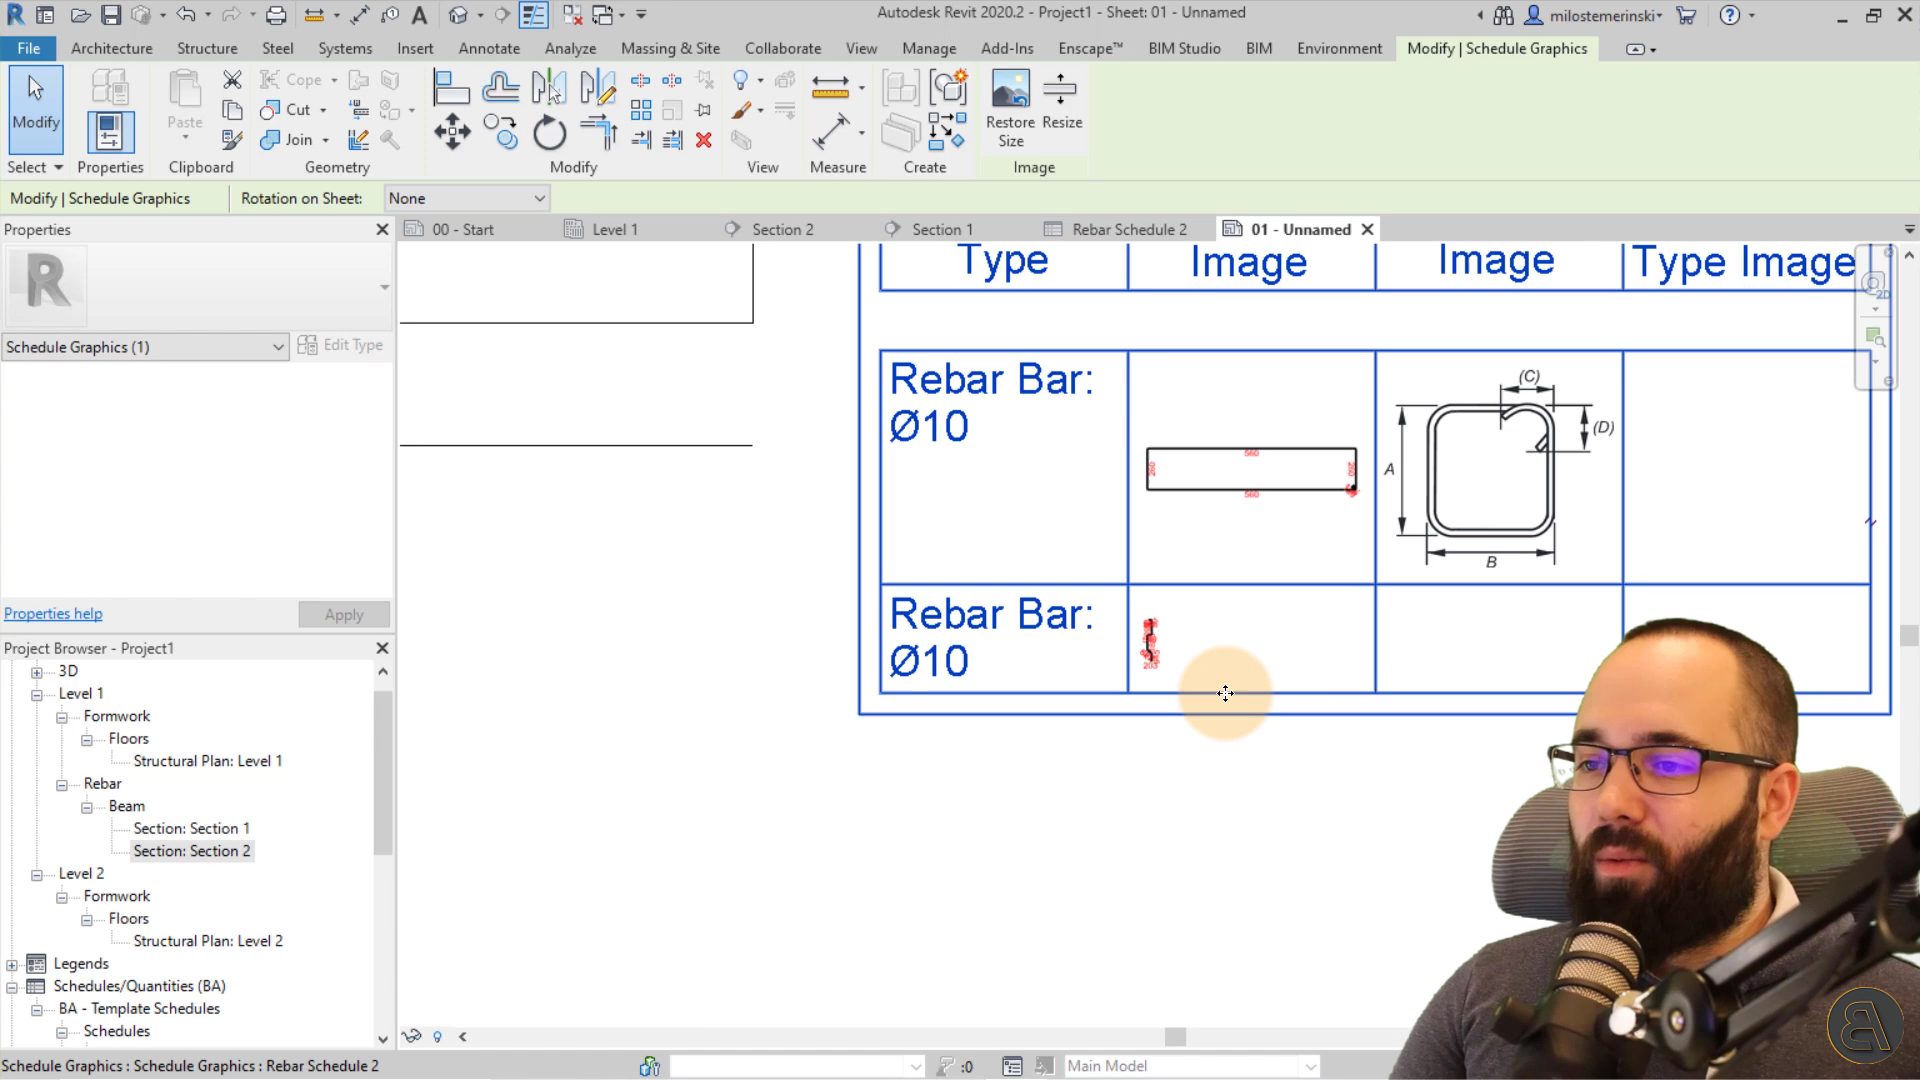 Autodesk Revit 2020.2 - Project1 - Sheet: 01 - Unnamed
milostemerinski
File Architecture Structure Steel Systems Insert Annotate Analyze Massing & Site Collaborate View Manage Add-Ins Enscape™ BIM Studio BIM Environment Modify | Schedule Graphics
Modify
Paste
Cope
Cut
Join
Restore Size
Resize
Select Properties Clipboard Geometry Modify View Measure Create Image
Modify | Schedule Graphics Rotation on Sheet: None
Properties
00 - Start Level 1 Section 2 Section 1 Rebar Schedule 2 01 - Unnamed
R
Schedule Graphics (1) Edit Type
Properties help Apply
Project Browser - Project1
3D
Level 1
Formwork
Floors
Structural Plan: Level 1
Rebar
Beam
Section: Section 1
Section: Section 2
Level 2
Formwork
Floors
Structural Plan: Level 2
Legends
Schedules/Quantities (BA)
BA - Template Schedules
Schedules
Type Image Image Type Image
2D
Rebar Bar:
Ø10
560
260
260
560
(C)
(D)
A
B
Rebar Bar:
Ø10
203
Schedule Graphics : Schedule Graphics : Rebar Schedule 2
:0
Main Model
BA